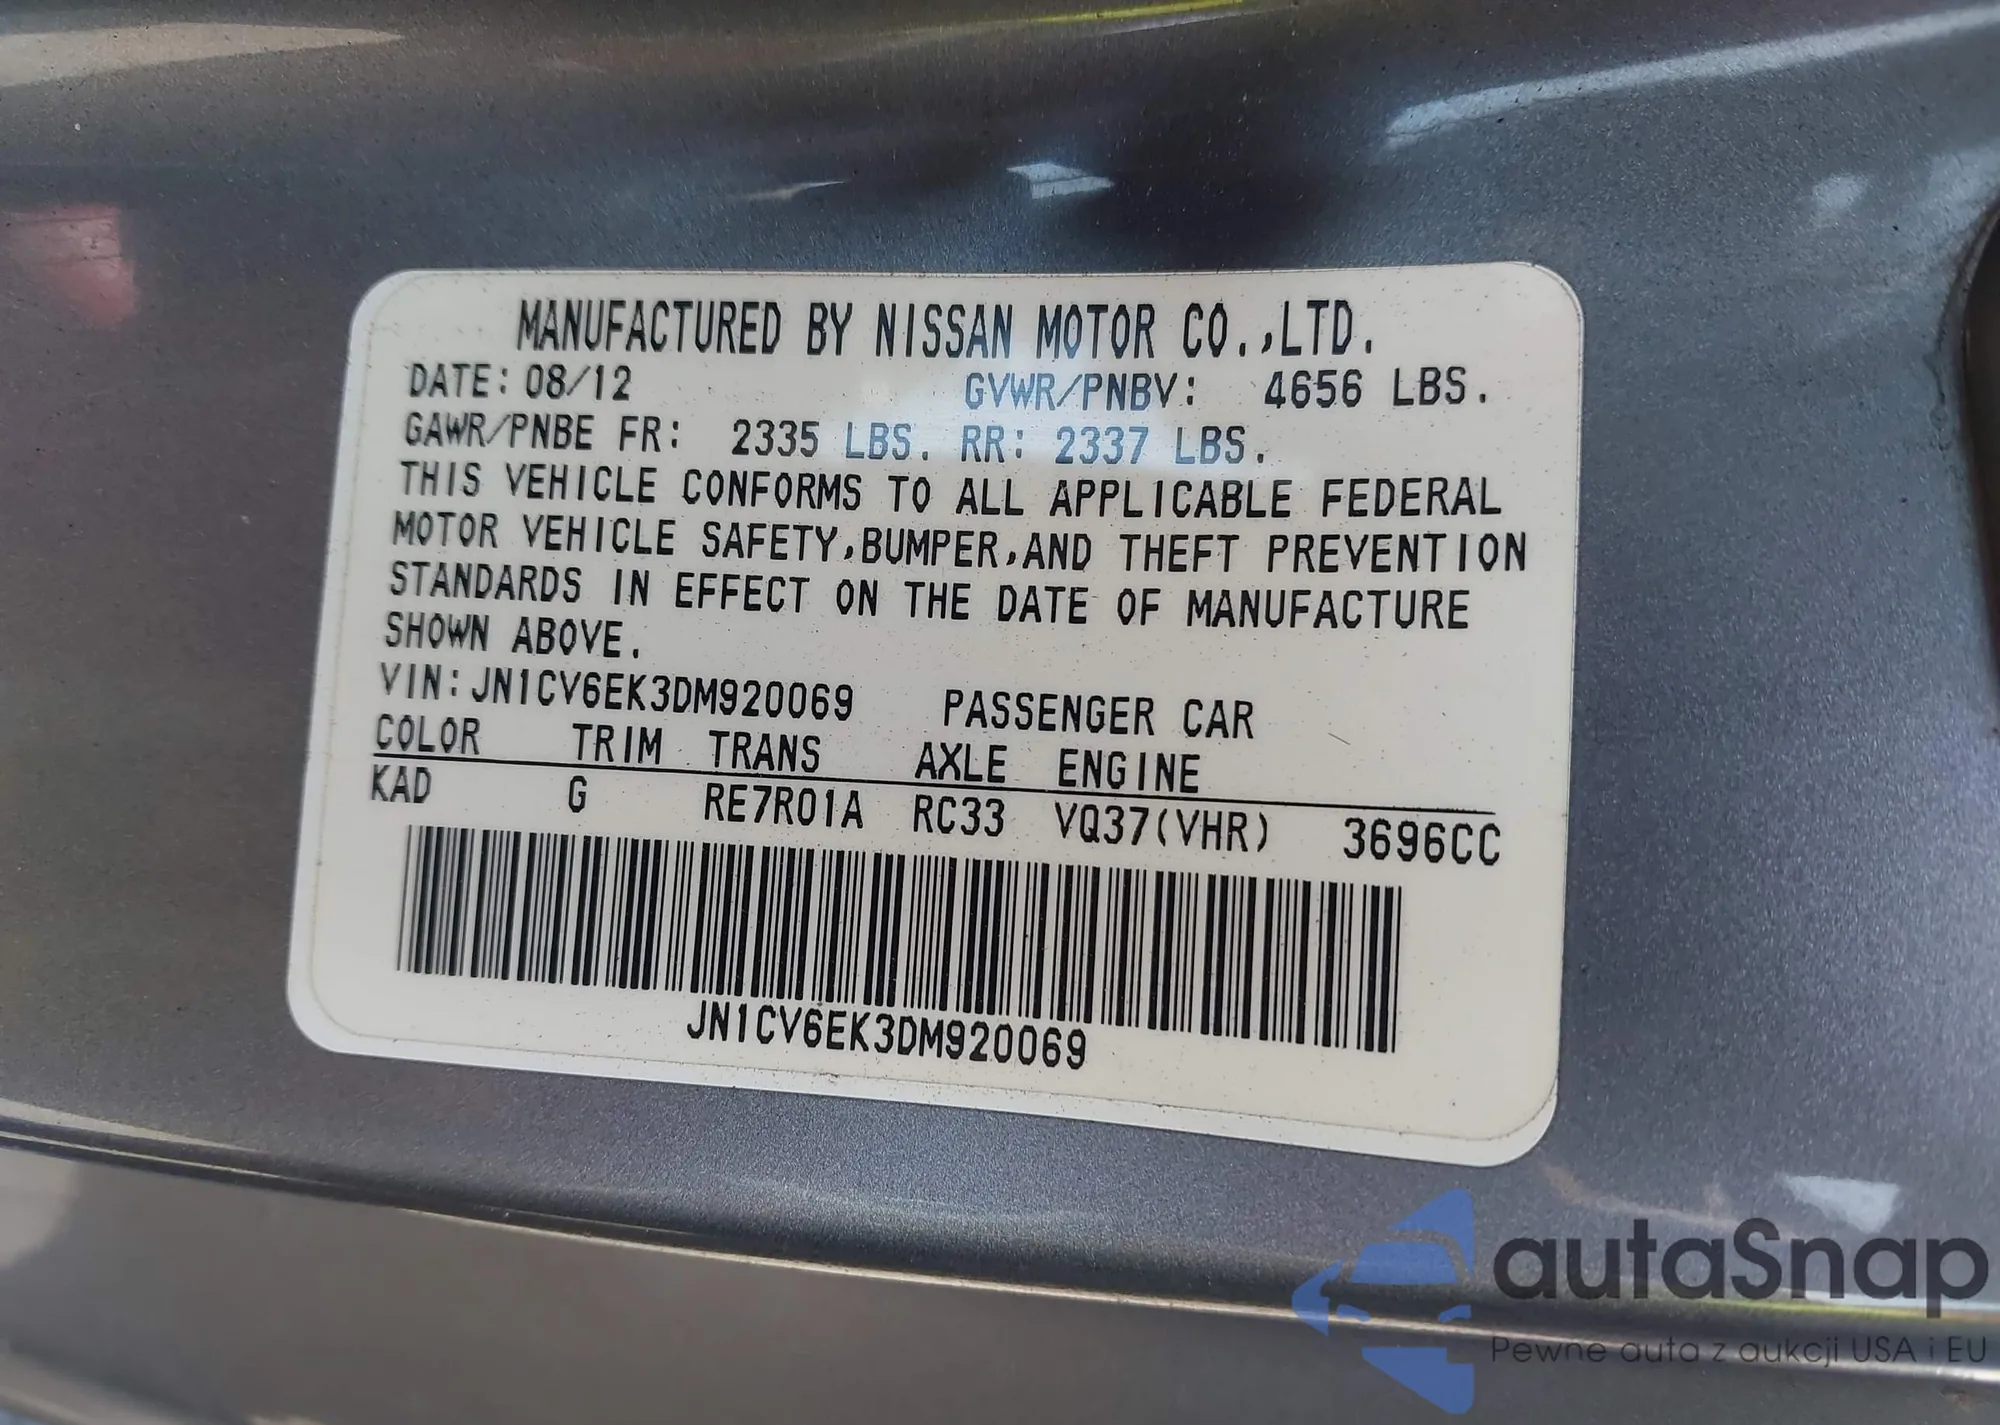 MANUFACTURED BY NISSAN MOTOR CO.,LTD.
DATE: 08/12 GVWR/PNBV: 4656 LBS.
GAWR/PNBE FR: 2335 LBS. RR: 2337 LBS.
THIS VEHICLE CONFORMS TO ALL APPLICABLE FEDERAL
MOTOR VEHICLE SAFETY,BUMPER,AND THEFT PREVENTION
STANDARDS IN EFFECT ON THE DATE OF MANUFACTURE
SHOWN ABOVE.
VIN: JN1CV6EK3DM920069 PASSENGER CAR
COLOR TRIM TRANS AXLE ENGINE
KAD G RE7R01A RC33 VQ37(VHR) 3696CC
JN1CV6EK3DM920069
autaSnap
Pewne auta z aukcji USA i EU